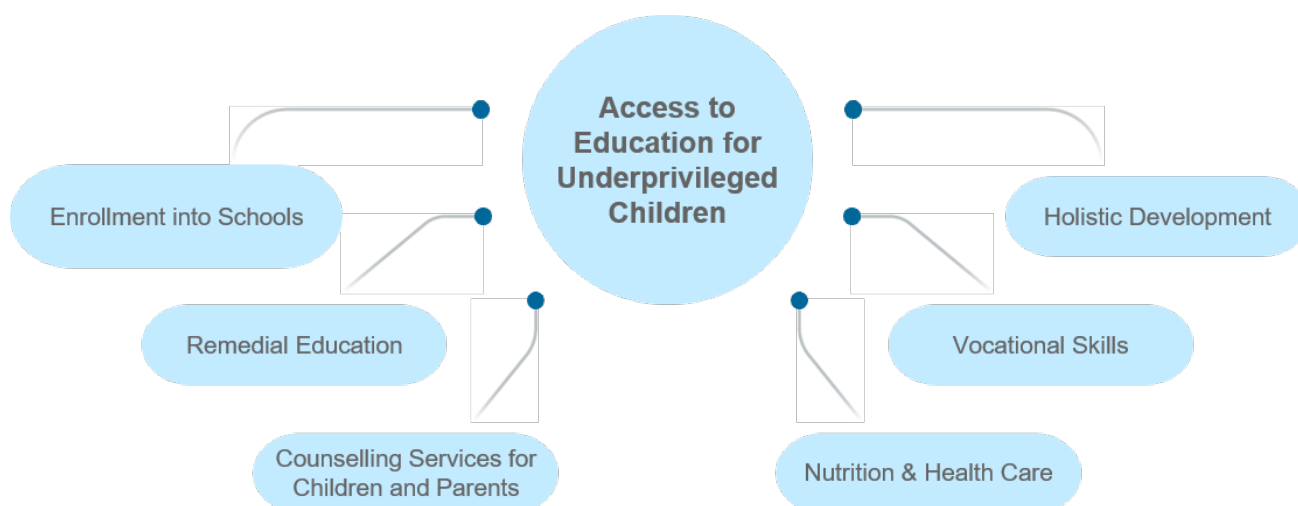 Access to
Education for
Underprivileged
Children
Enrollment into Schools
Holistic Development
Remedial Education
Vocational Skills
Counselling Services for
Children and Parents
Nutrition & Health Care